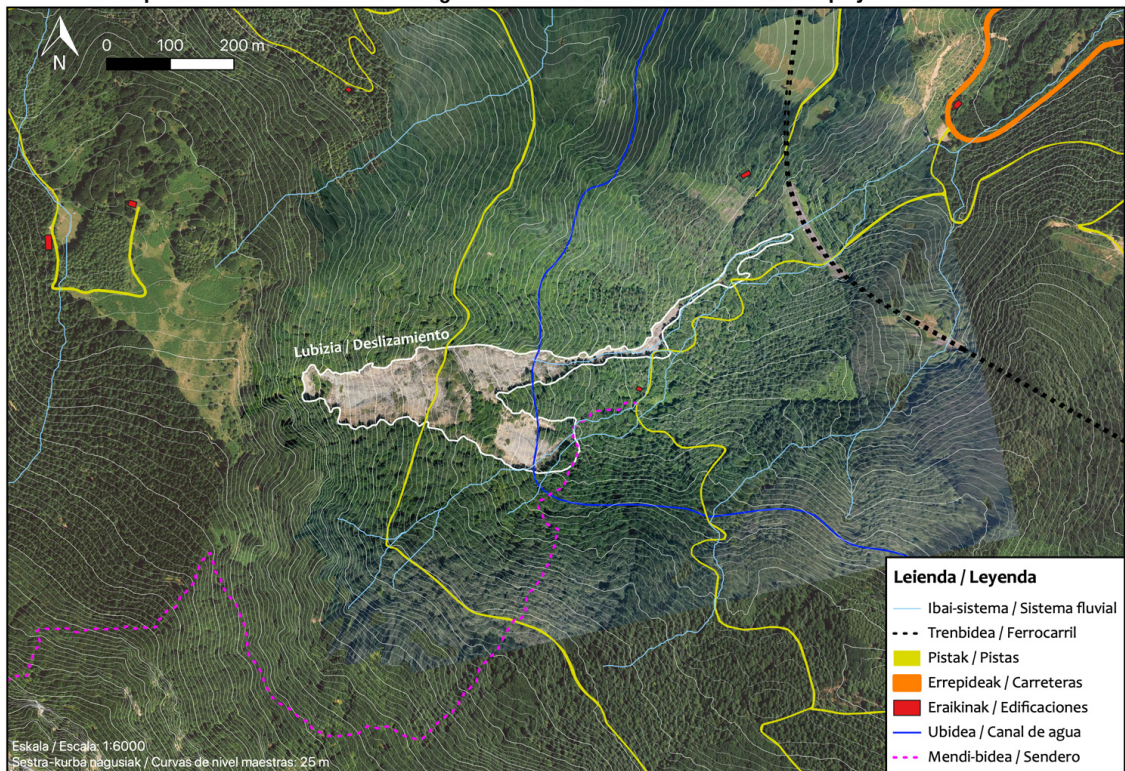 N
0 100 200 m
Lubizia / Deslizamiento
Leienda / Leyenda
Ibai-sistema / Sistema fluvial
Trenbidea / Ferrocarril
Pistak / Pistas
Errepideak / Carreteras
Eraikinak / Edificaciones
Ubidea / Canal de agua
Mendi-bidea / Sendero
Eskala / Escala: 1:6000
Sestra-kurba nagusiak / Curvas de nivel maestras: 25 m